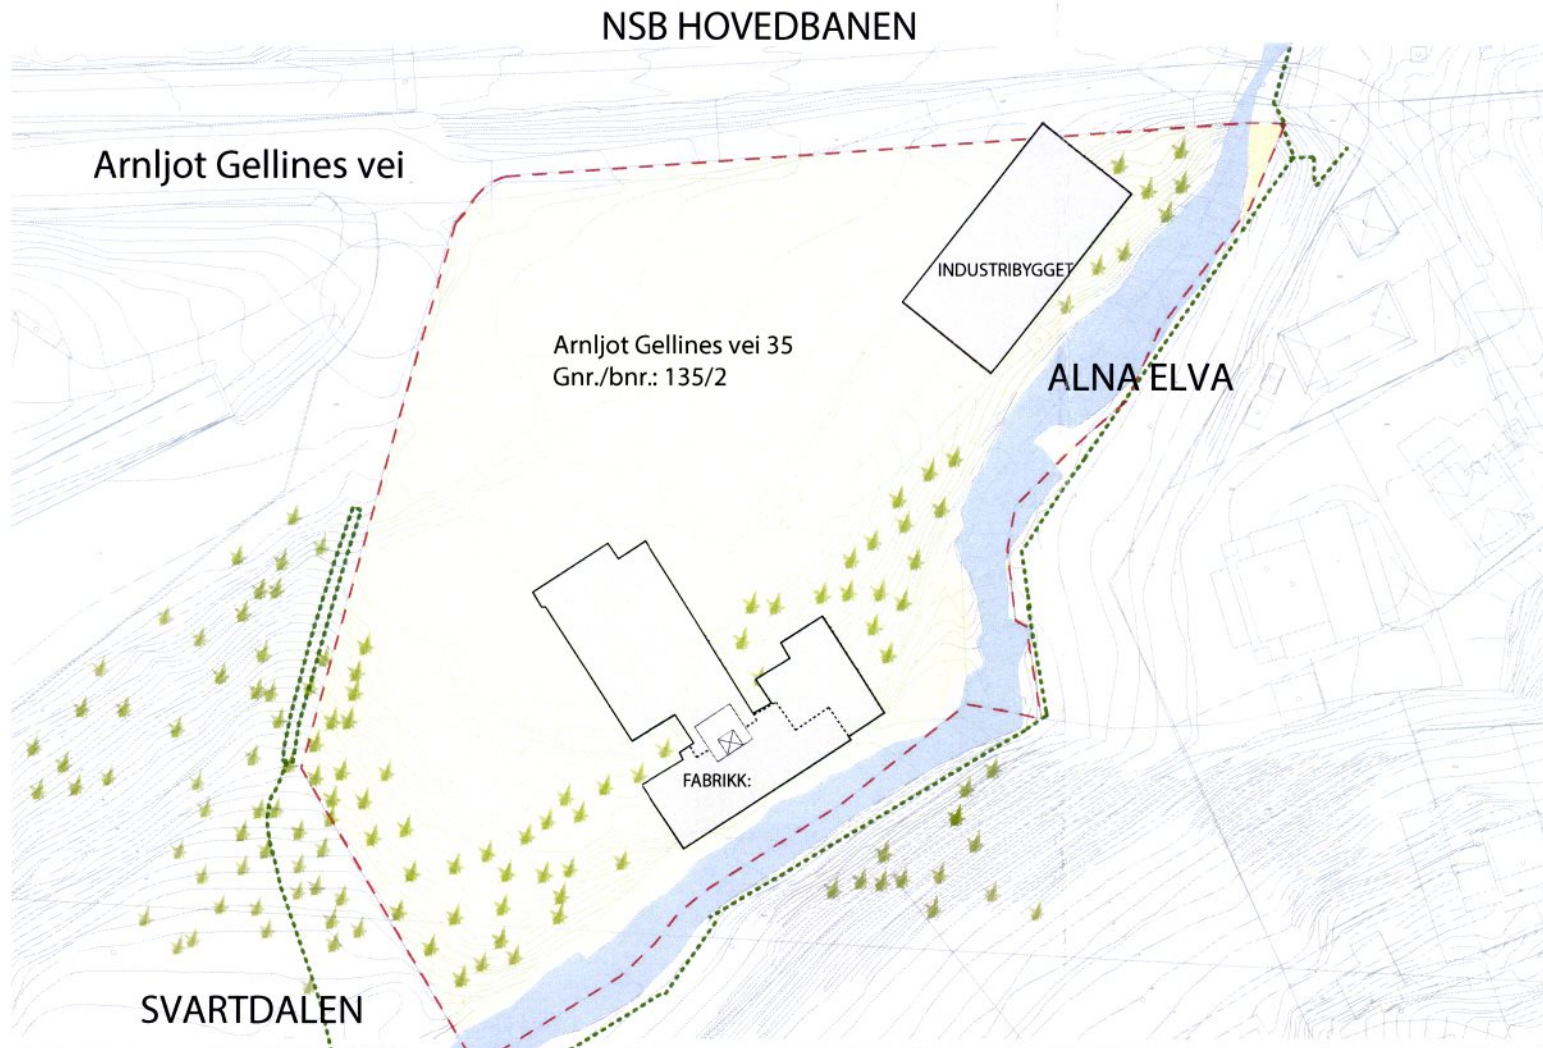 NSB HOVEDBANEN
Arnljot Gellines vei
INDUSTRIBYGGET
Arnljot Gellines vei 35
Gnr./bnr.: 135/2
ALNA ELVA
FABRIKK:
SVARTDALEN